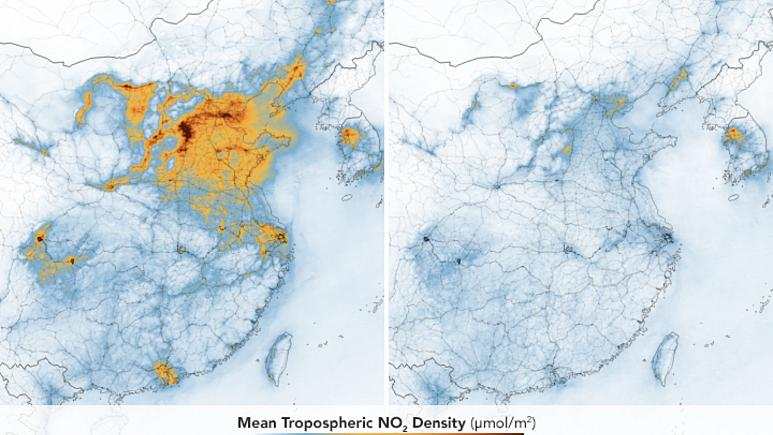 Mean Tropospheric NO₂ Density (μmol/m²)